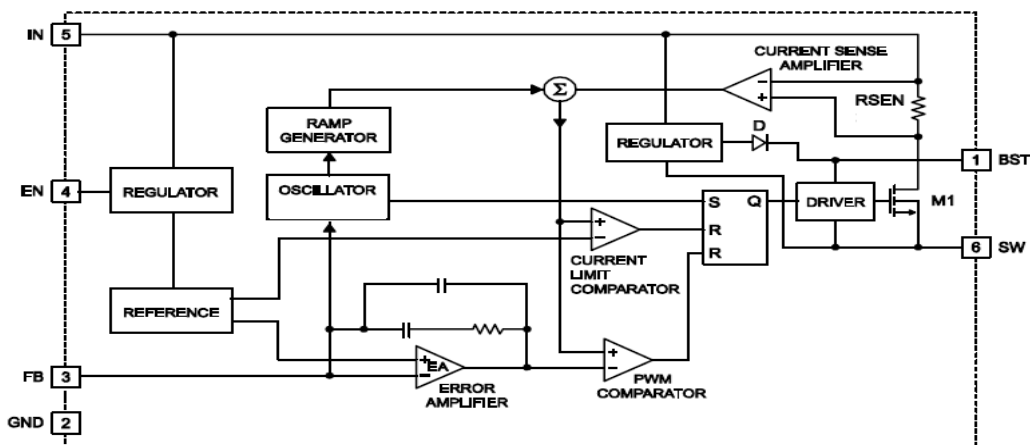 IN 5
CURRENT SENSE
AMPLIFIER
− +
RSEN
Σ
RAMP
GENERATOR
REGULATOR
D
1 BST
EN 4
REGULATOR
OSCILLATOR
S Q
R
R
DRIVER
M1
+ −
CURRENT
LIMIT
COMPARATOR
6 SW
REFERENCE
+ −
EA
ERROR
AMPLIFIER
+ −
PWM
COMPARATOR
FB 3
GND 2